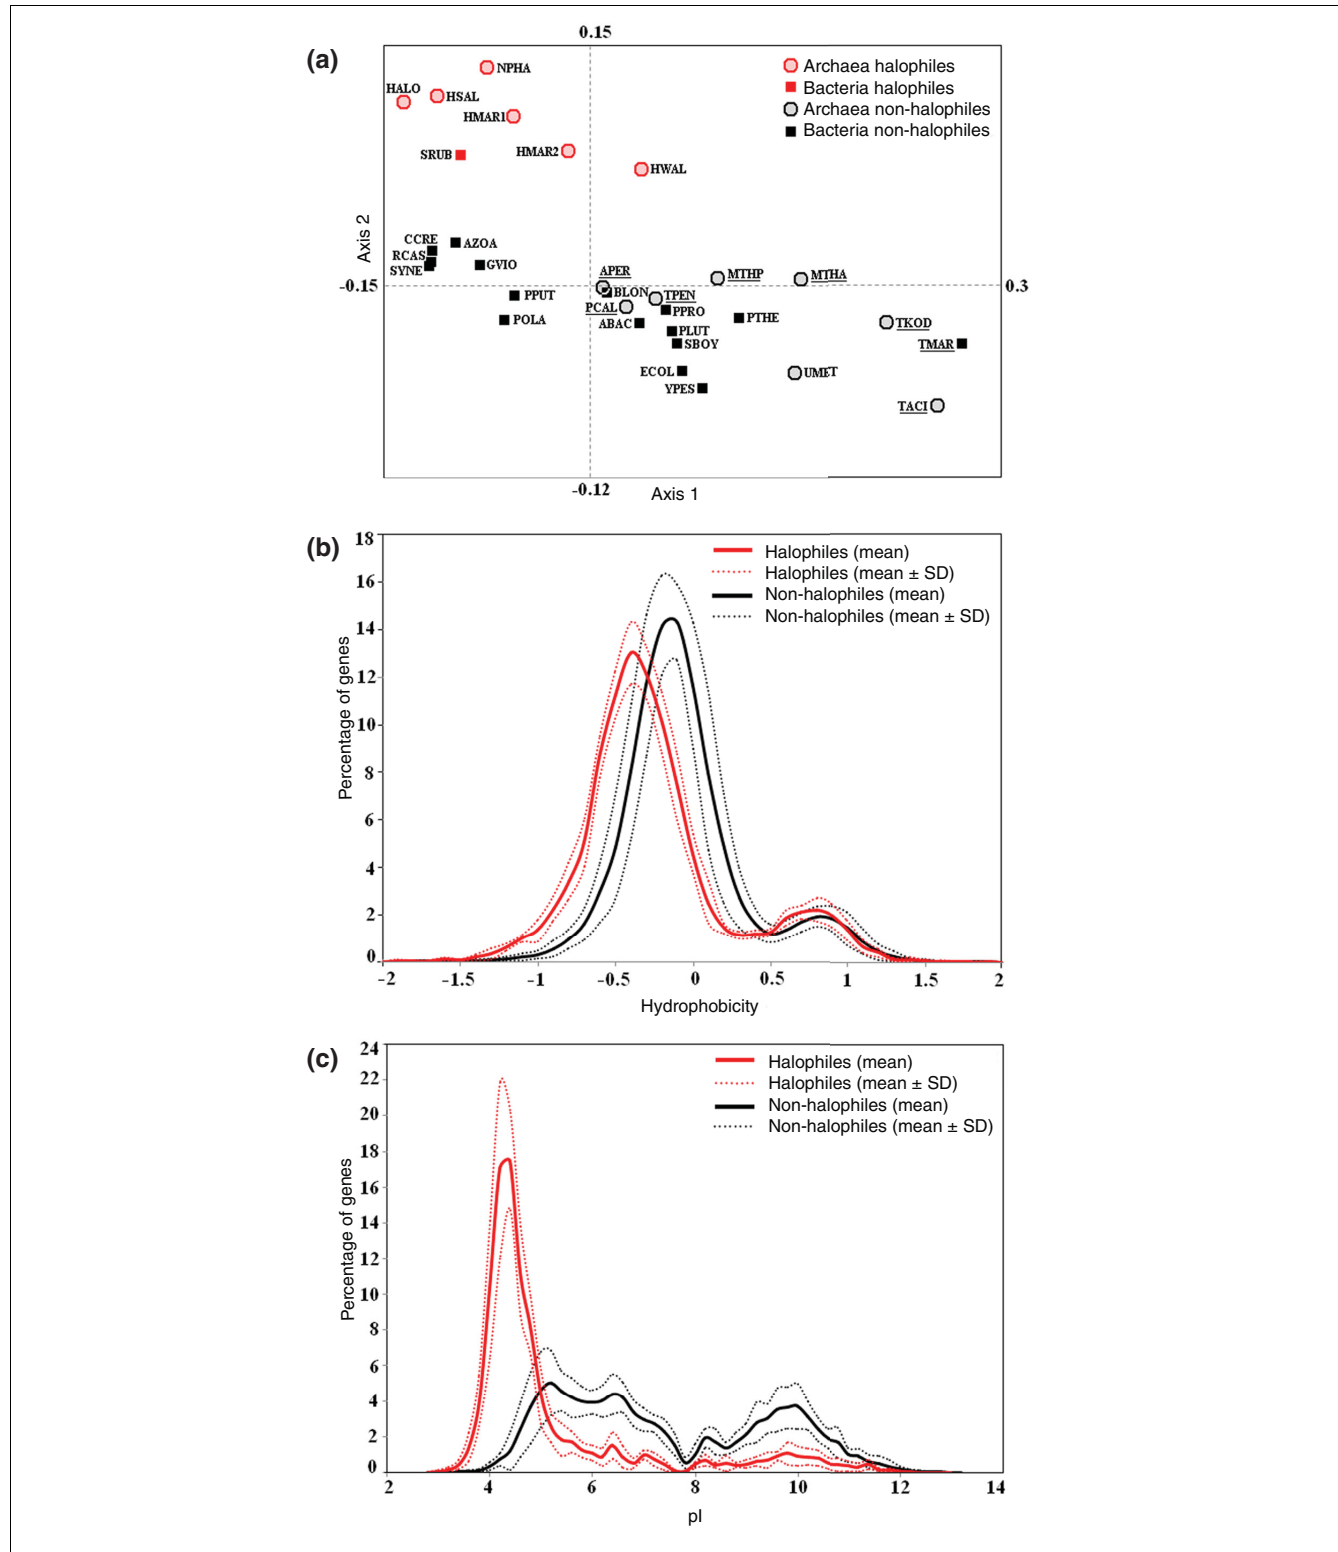 (a)
0.15
Archaea halophiles
Bacteria halophiles
Archaea non-halophiles
Bacteria non-halophiles
NPHA
HALO
HSAL
HMAR1
SRUB
HMAR2
HWAL
Axis 2
CCRE
AZOA
RCAS
GVIO
SYNE
APER
MTHP
MTHA
-0.15
0.3
BLON
TPEN
PPUT
PCAL
PPRO
POLA
ABAC
PTHE
TKOD
PLUT
SBOY
TMAR
ECOL
UMET
YPES
TACI
-0.12
Axis 1
(b)
18
16
14
12
10
8
6
4
2
0
Percentage of genes
Halophiles (mean)
Halophiles (mean ± SD)
Non-halophiles (mean)
Non-halophiles (mean ± SD)
-2 -1.5 -1 -0.5 0 0.5 1 1.5 2
Hydrophobicity
(c)
24
22
20
18
16
14
12
10
8
6
4
2
0
Percentage of genes
Halophiles (mean)
Halophiles (mean ± SD)
Non-halophiles (mean)
Non-halophiles (mean ± SD)
2 4 6 8 10 12 14
pI